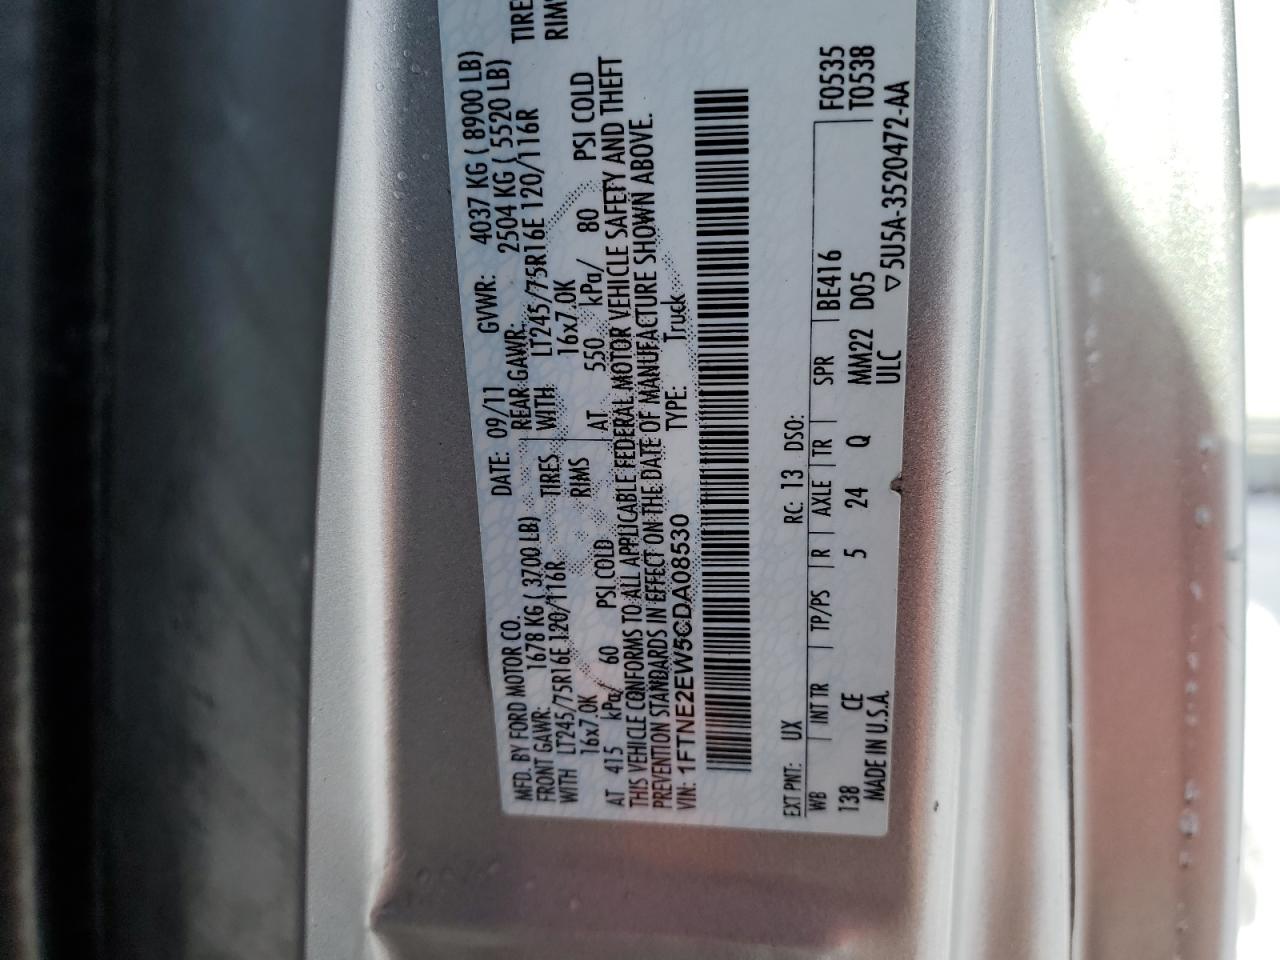 MFD. BY FORD MOTOR CO.
DATE: 09/11 GVWR: 4037 KG ( 8900 LB)
FRONT GAWR: 1678 KG ( 3700 LB) REAR GAWR: 2504 KG ( 5520 LB)
WITH LT245/75R16E 120/116R TIRES WITH LT245/75R16E 120/116R TIRE
16x7.0K RIMS 16x7.0K RIM
AT 415 kPa/ 60 PSI COLD AT 550 kPa/ 80 PSI COLD
THIS VEHICLE CONFORMS TO ALL APPLICABLE FEDERAL MOTOR VEHICLE SAFETY AND THEFT
PREVENTION STANDARDS IN EFFECT ON THE DATE OF MANUFACTURE SHOWN ABOVE.
VIN: 1FTNE2EW5CDA08530 TYPE: Truck
EXT PNT: UX RC: 13 DSO: F0535
WB INT TR TP/PS R AXLE TR SPR BE416 T0538
138 CE 5 24 Q MM22 D05
MADE IN U.S.A. ULC ▽ 5U5A-3520472-AA